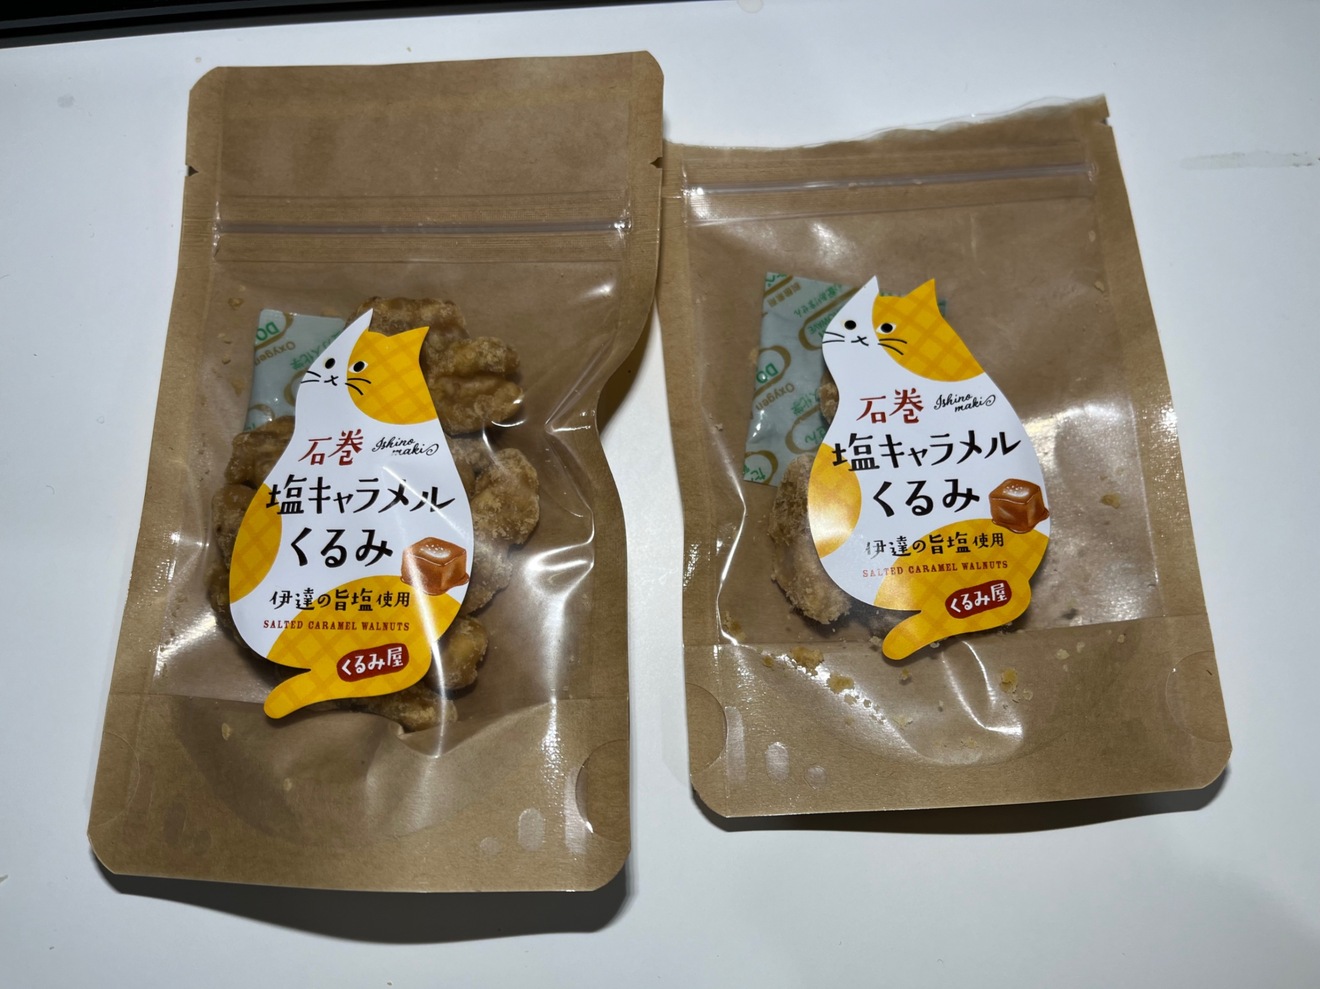 石巻 Ishinomaki
塩キャラメル
くるみ
伊達の旨塩使用
SALTED CARAMEL WALNUTS
くるみ屋
石巻 Ishinomaki
塩キャラメル
くるみ
伊達の旨塩使用
SALTED CARAMEL WALNUTS
くるみ屋